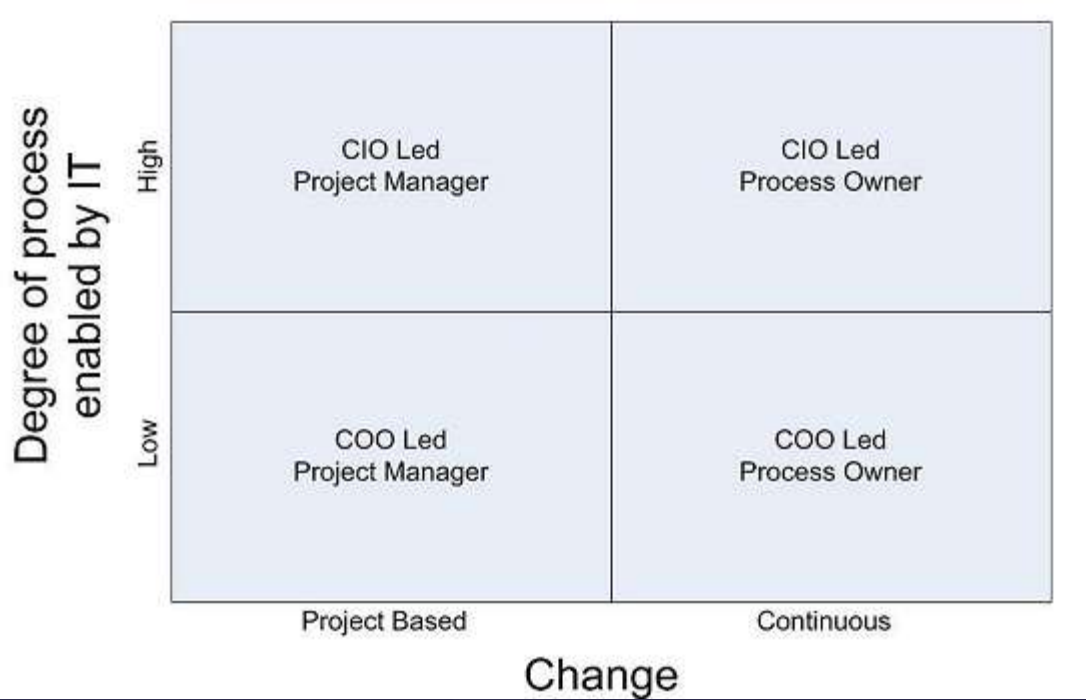 Degree of process
enabled by IT
High
CIO Led
Project Manager
CIO Led
Process Owner
Low
COO Led
Project Manager
COO Led
Process Owner
Project Based
Continuous
Change